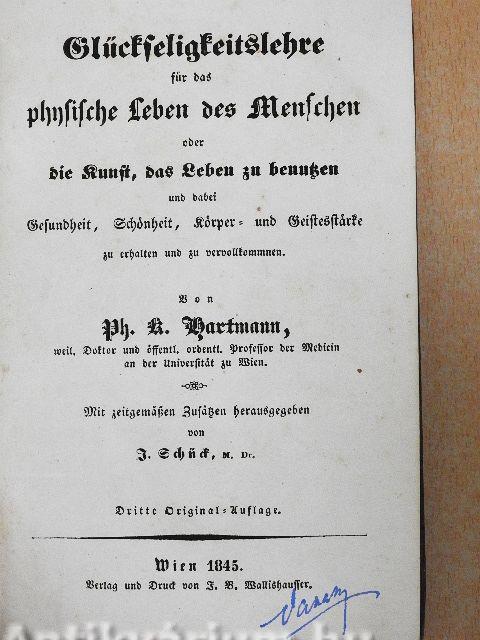 Glückseligkeitslehre
für das
physische Leben des Menschen
oder
die Kunst, das Leben zu benutzen
und dabei
Gesundheit, Schönheit, Körper- und Geistesstärke
zu erhalten und zu vervollkommnen.
Von
Ph. K. Hartmann,
weil. Doktor und öffentl. ordentl. Professor der Medicin
an der Universität zu Wien.
Mit zeitgemäßen Zusätzen herausgegeben
von
J. Schück, M. Dr.
Dritte Original-Auflage.
Wien 1845.
Verlag und Druck von J. B. Wallishausser.
Antikvárium.hu